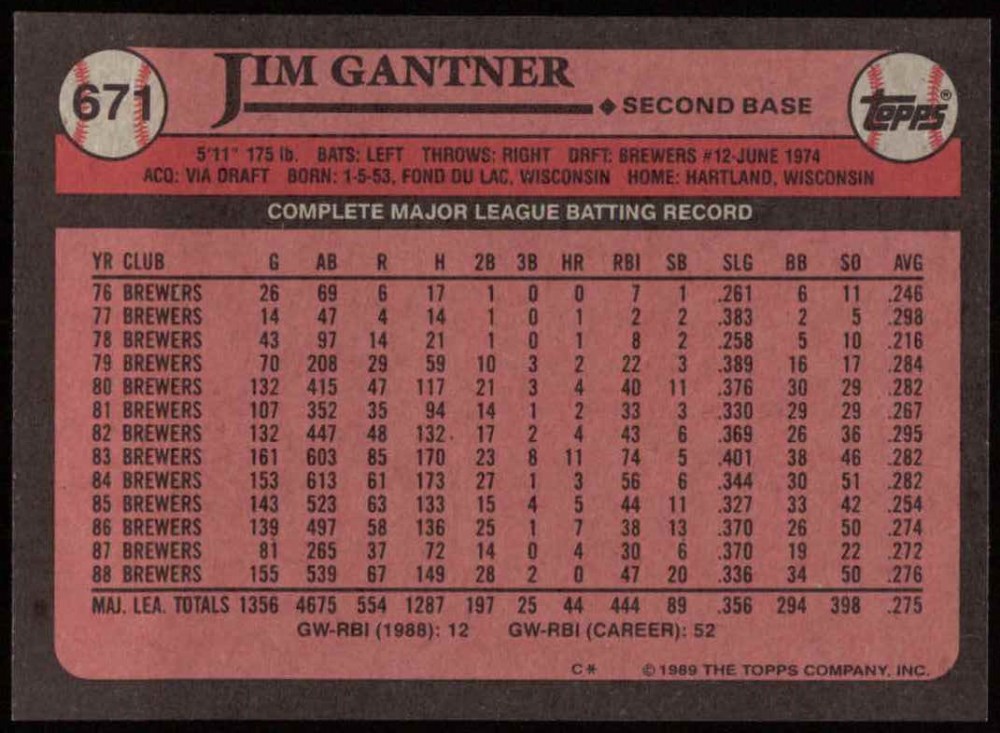 671 JIM GANTNER
◆ SECOND BASE TOPPS®
5'11" 175 lb. BATS: LEFT THROWS: RIGHT DRFT: BREWERS #12-JUNE 1974
ACQ: VIA DRAFT BORN: 1-5-53, FOND DU LAC, WISCONSIN HOME: HARTLAND, WISCONSIN
COMPLETE MAJOR LEAGUE BATTING RECORD
YR CLUB G AB R H 2B 3B HR RBI SB SLG BB SO AVG
76 BREWERS 26 69 6 17 1 0 0 7 1 .261 6 11 .246
77 BREWERS 14 47 4 14 1 0 1 2 2 .383 2 5 .298
78 BREWERS 43 97 14 21 1 0 1 8 2 .258 5 10 .216
79 BREWERS 70 208 29 59 10 3 2 22 3 .389 16 17 .284
80 BREWERS 132 415 47 117 21 3 4 40 11 .376 30 29 .282
81 BREWERS 107 352 35 94 14 1 2 33 3 .330 29 29 .267
82 BREWERS 132 447 48 132 17 2 4 43 6 .369 26 36 .295
83 BREWERS 161 603 85 170 23 8 11 74 5 .401 38 46 .282
84 BREWERS 153 613 61 173 27 1 3 56 6 .344 30 51 .282
85 BREWERS 143 523 63 133 15 4 5 44 11 .327 33 42 .254
86 BREWERS 139 497 58 136 25 1 7 38 13 .370 26 50 .274
87 BREWERS 81 265 37 72 14 0 4 30 6 .370 19 22 .272
88 BREWERS 155 539 67 149 28 2 0 47 20 .336 34 50 .276
MAJ. LEA. TOTALS 1356 4675 554 1287 197 25 44 444 89 .356 294 398 .275
GW-RBI (1988): 12 GW-RBI (CAREER): 52
C* © 1989 THE TOPPS COMPANY, INC.